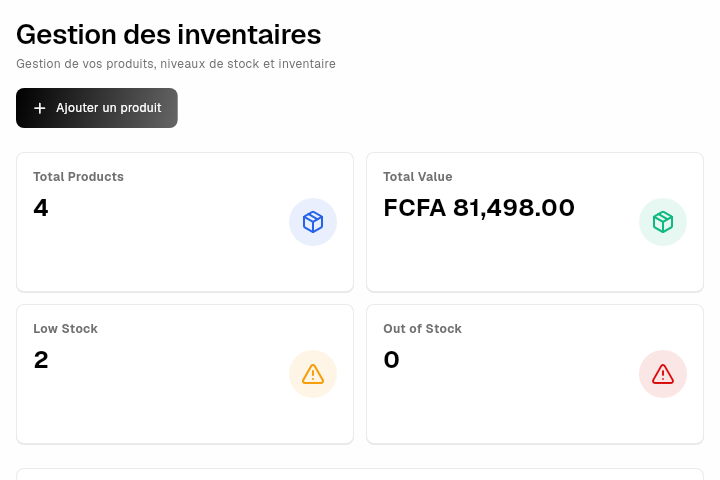 Gestion des inventaires
Gestion de vos produits, niveaux de stock et inventaire
Ajouter un produit
Total Products
4
Total Value
FCFA 81,498.00
Low Stock
2
Out of Stock
0